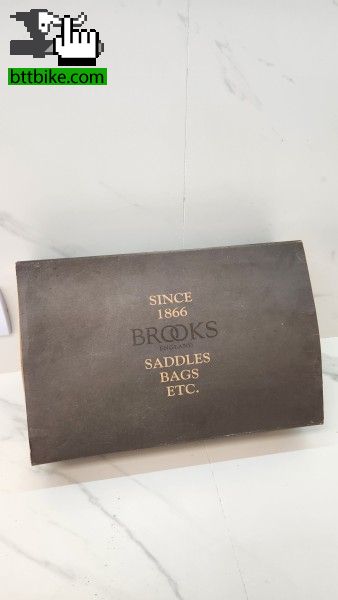 bttbike.com
SINCE
1866
BROOKS
ENGLAND
SADDLES
BAGS
ETC.